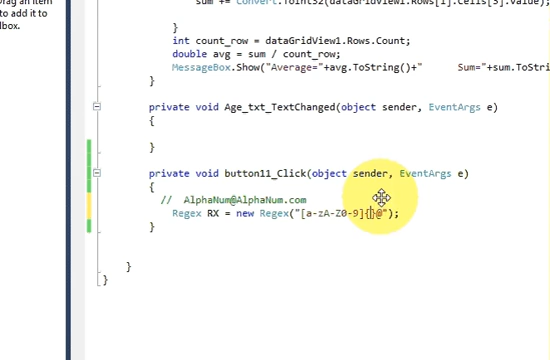 rag an item
to add it to
lbox.
sum += Convert.ToInt32(dataGridView1.Rows[i].Cells[3].Value);
}
int count_row = dataGridView1.Rows.Count;
double avg = sum / count_row;
MessageBox.Show("Average="+avg.ToString()+" Sum="+sum.ToStri
}
private void Age_txt_TextChanged(object sender, EventArgs e)
{
}
private void button11_Click(object sender, EventArgs e)
{
// AlphaNum@AlphaNum.com
Regex RX = new Regex("[a-zA-Z0-9]{}@");
}
}
}